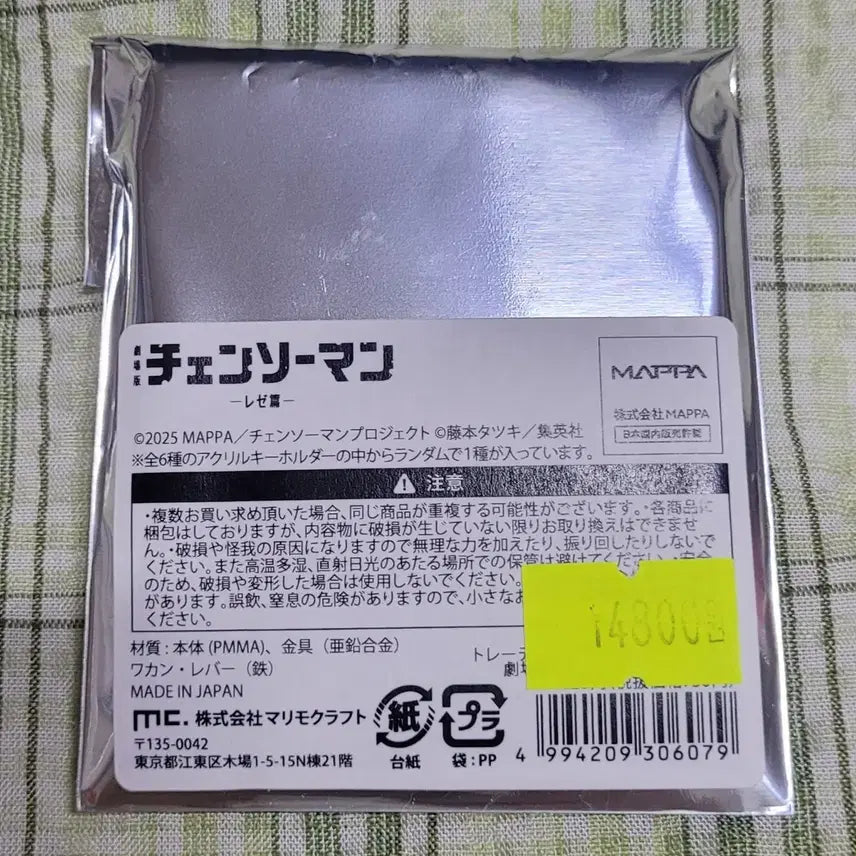 劇場版
チェンソーマン
―レゼ篇―
MAPPA
株式会社MAPPA
日本国内販売許諾
©2025 MAPPA／チェンソーマンプロジェクト ©藤本タツキ／集英社
※全6種のアクリルキーホルダーの中からランダムで1種が入っています。
注意
・複数お買い求め頂いた場合、同じ商品が重複する可能性がございます。・各商品に
梱包はしておりますが、内容物に破損が生じていない限りお取り換えはできませ
ん。・破損や怪我の原因になりますので無理な力を加えたり、振り回したりしないで
ください。また高温多湿、直射日光のあたる場所での保管は避けてください。・安全
のため、破損や変形した場合は使用しないでください。
があります。誤飲、窒息の危険がありますので、小さなお
ください。
14800
材質：本体(PMMA)、金具（亜鉛合金）
ワカン・レバー（鉄）
トレーデ
劇場
MADE IN JAPAN
mc. 株式会社マリモクラフト
〒135-0042
東京都江東区木場1-5-15N棟21階
紙
台紙
プラ
袋：PP
4 994209 306079